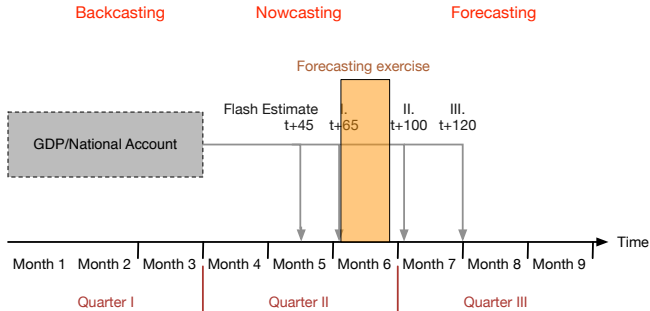 Backcasting Nowcasting Forecasting
Forecasting exercise
Flash Estimate I. II. III.
t+45 t+65 t+100 t+120
GDP/National Account
Time
Month 1 Month 2 Month 3 Month 4 Month 5 Month 6 Month 7 Month 8 Month 9
Quarter I Quarter II Quarter III